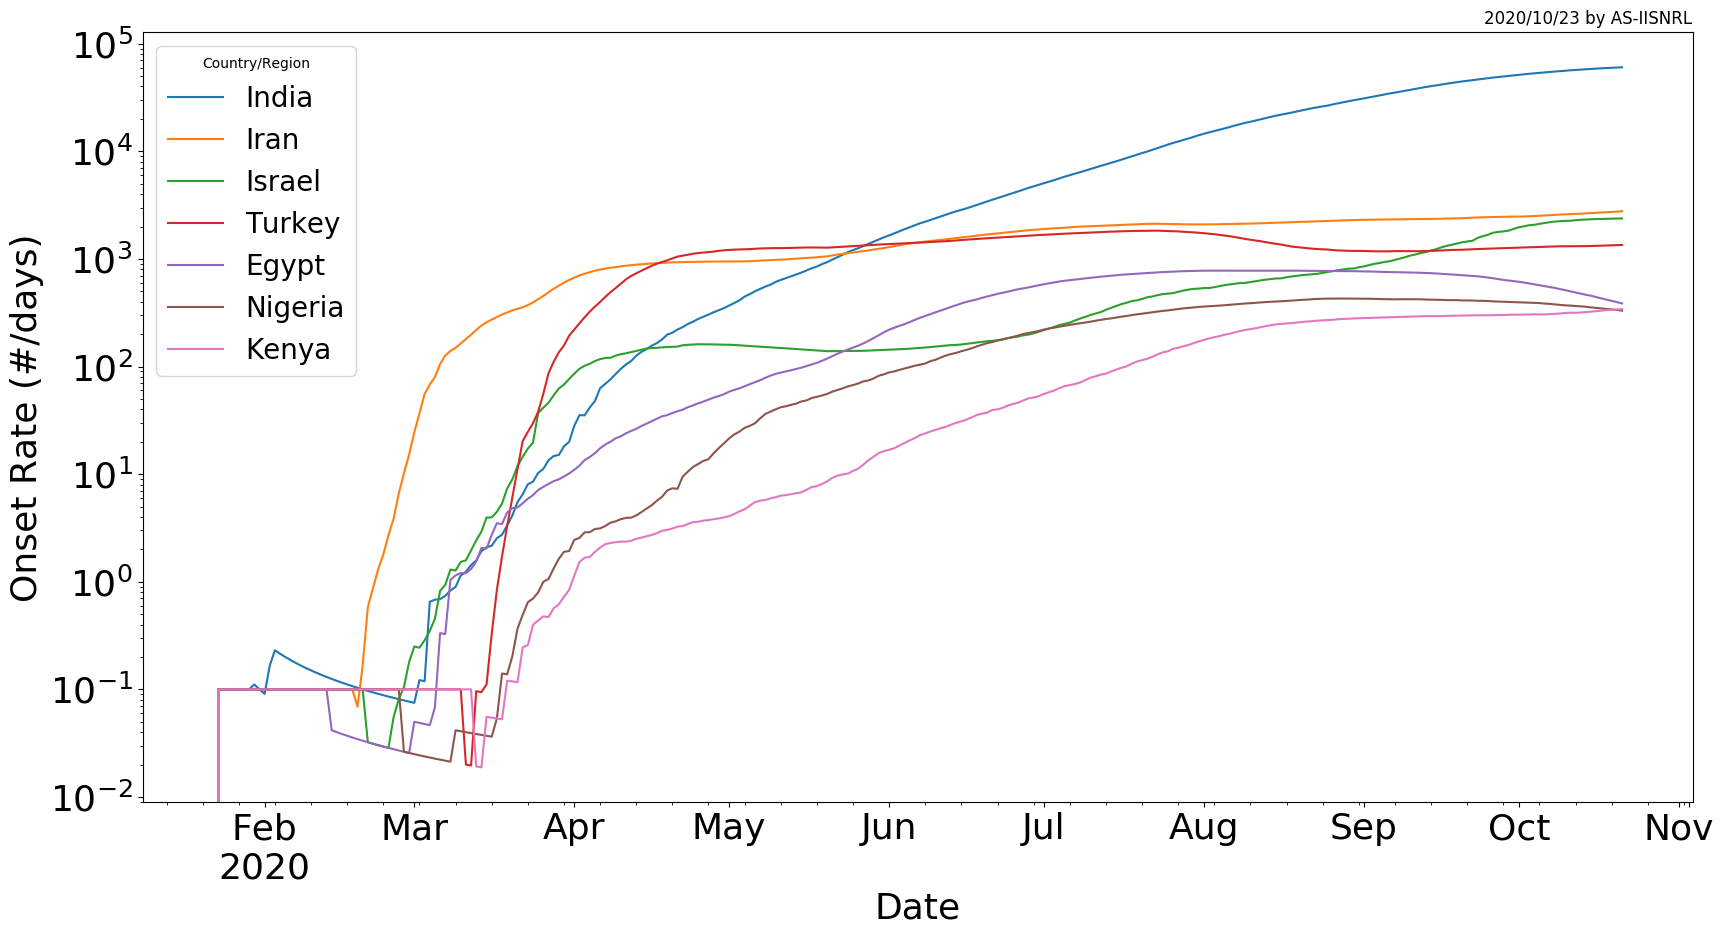 2020/10/23 by AS-IISNRL
Onset Rate (#/days)
10^5
10^4
10^3
10^2
10^1
10^0
10^−1
10^−2
Country/Region
India
Iran
Israel
Turkey
Egypt
Nigeria
Kenya
Feb Mar Apr May Jun Jul Aug Sep Oct Nov
2020
Date